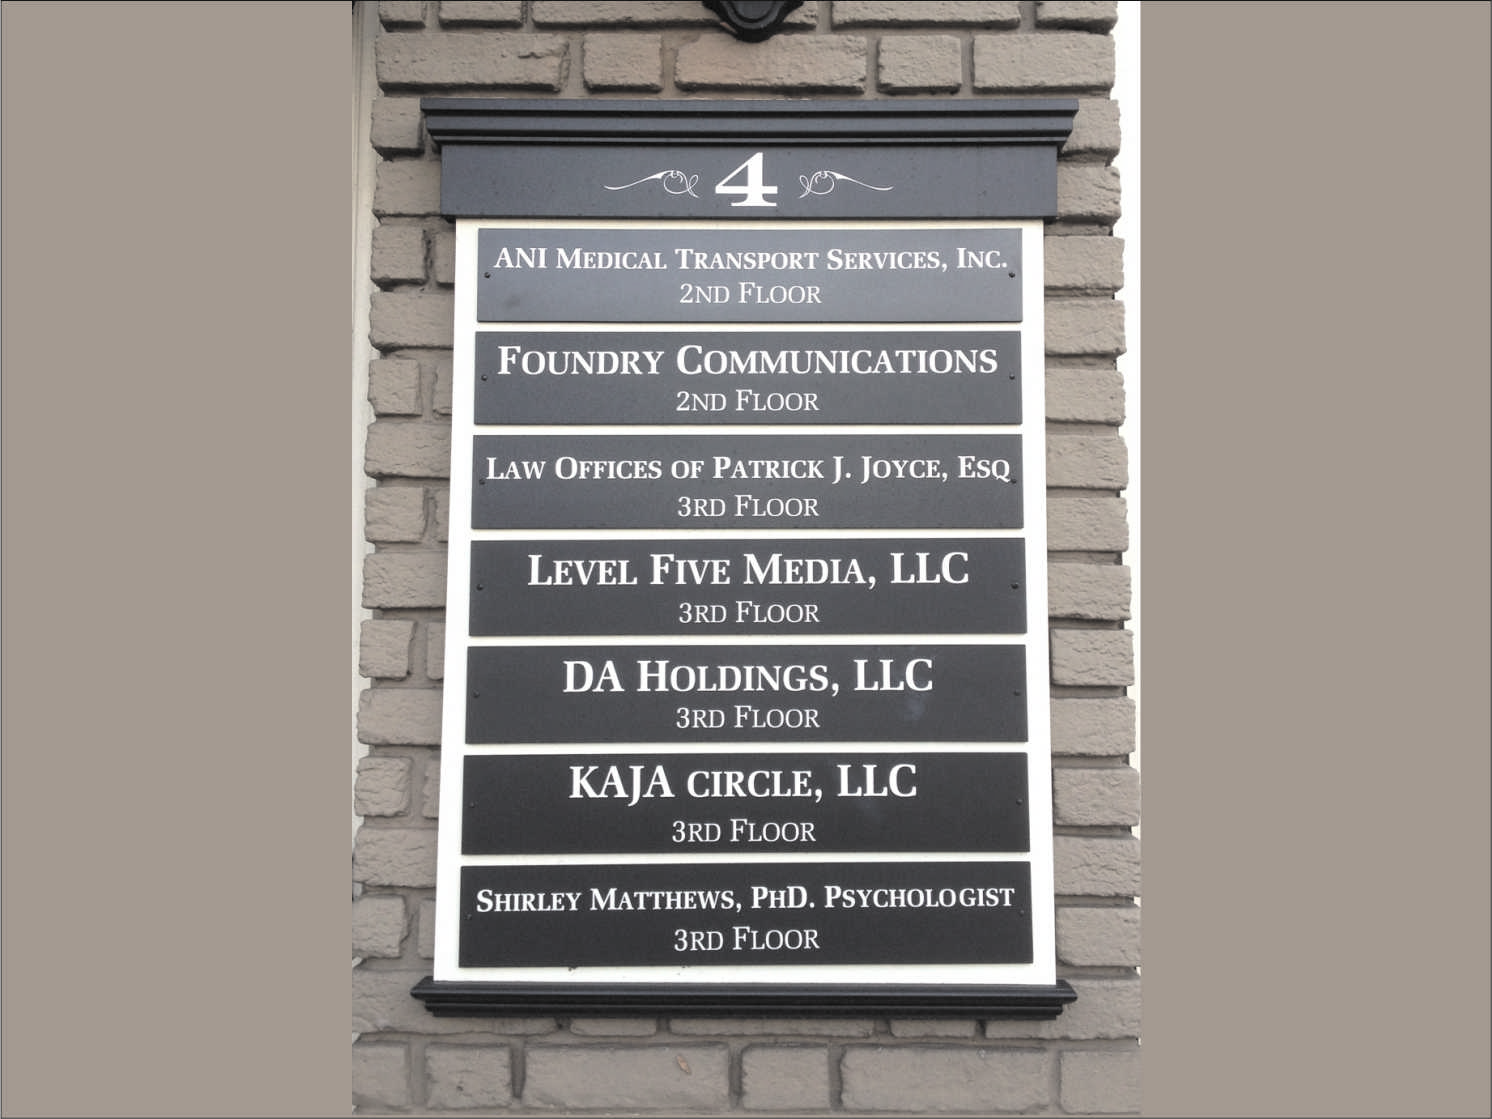 4
ANI MEDICAL TRANSPORT SERVICES, INC.
2ND FLOOR
FOUNDRY COMMUNICATIONS
2ND FLOOR
LAW OFFICES OF PATRICK J. JOYCE, ESQ
3RD FLOOR
LEVEL FIVE MEDIA, LLC
3RD FLOOR
DA HOLDINGS, LLC
3RD FLOOR
KAJA CIRCLE, LLC
3RD FLOOR
SHIRLEY MATTHEWS, PHD. PSYCHOLOGIST
3RD FLOOR